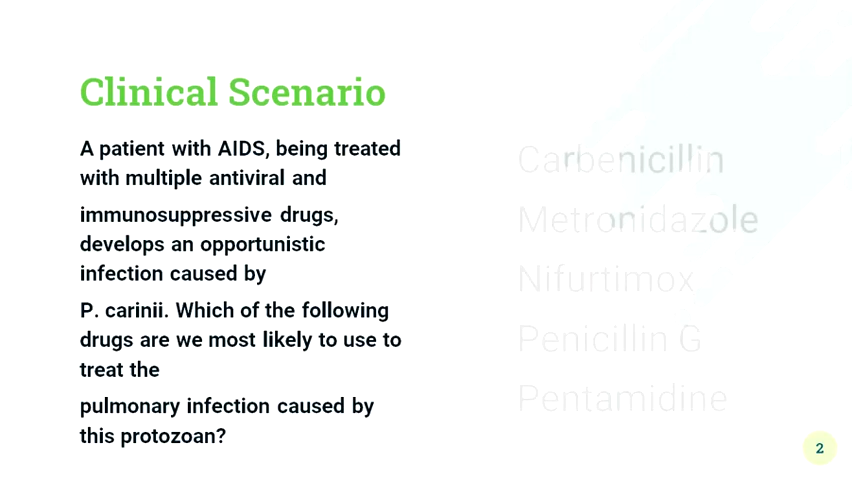 Clinical Scenario
A patient with AIDS, being treated
with multiple antiviral and
immunosuppressive drugs,
develops an opportunistic
infection caused by
P. carinii. Which of the following
drugs are we most likely to use to
treat the
pulmonary infection caused by
this protozoan?
Carbenicillin
Metronidazole
Nifurtimox
Penicillin G
Pentamidine
2